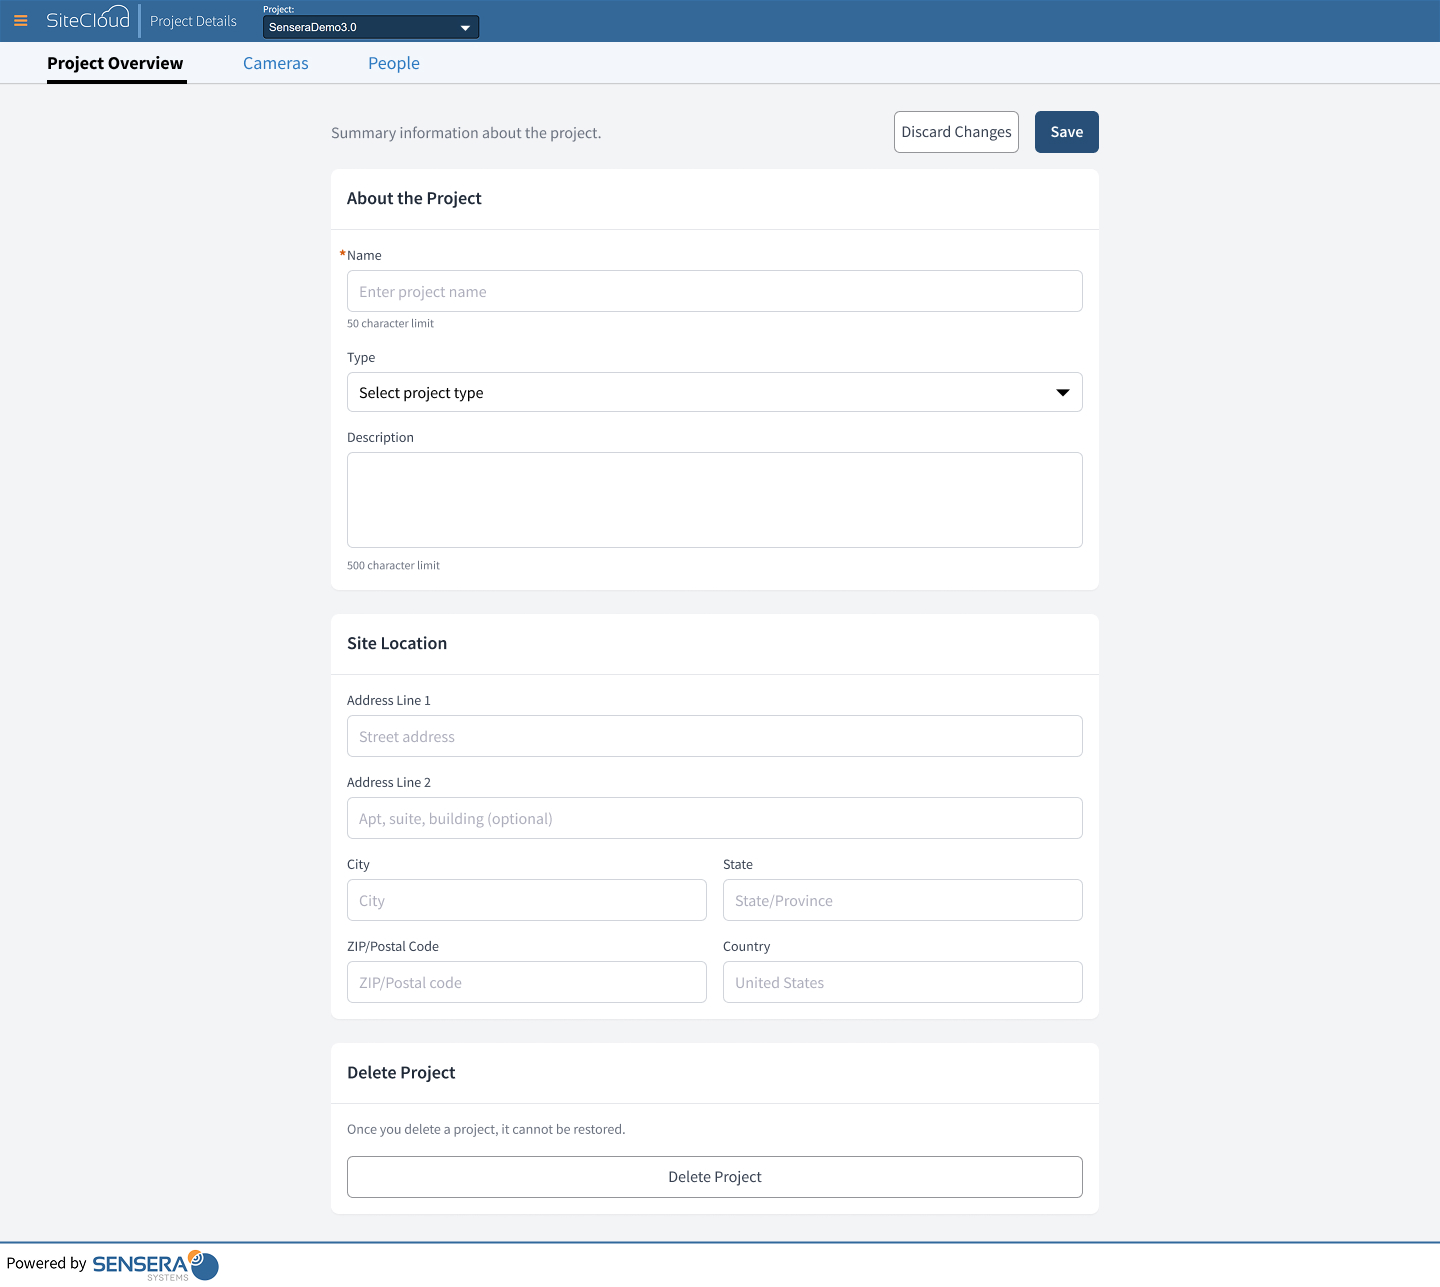 SiteCloud
Project Details
Project:
SenseraDemo3.0
Project Overview
Cameras
People
Summary information about the project.
Discard Changes
Save
About the Project
*Name
Enter project name
50 character limit
Type
Select project type
Description
500 character limit
Site Location
Address Line 1
Street address
Address Line 2
Apt, suite, building (optional)
City
State
City
State/Province
ZIP/Postal Code
Country
ZIP/Postal code
United States
Delete Project
Once you delete a project, it cannot be restored.
Delete Project
Powered by SENSERA
SYSTEMS